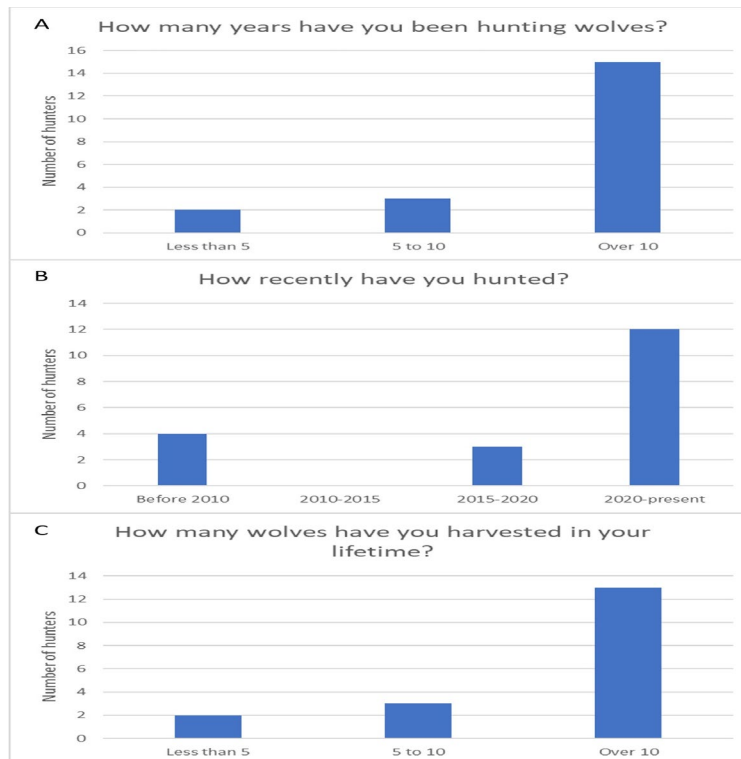 A
How many years have you been hunting wolves?
Number of hunters
16
14
12
10
8
6
4
2
0
Less than 5 5 to 10 Over 10
B
How recently have you hunted?
Number of hunters
14
12
10
8
6
4
2
0
Before 2010 2010-2015 2015-2020 2020-present
C
How many wolves have you harvested in your
lifetime?
Number of hunters
14
12
10
8
6
4
2
0
Less than 5 5 to 10 Over 10